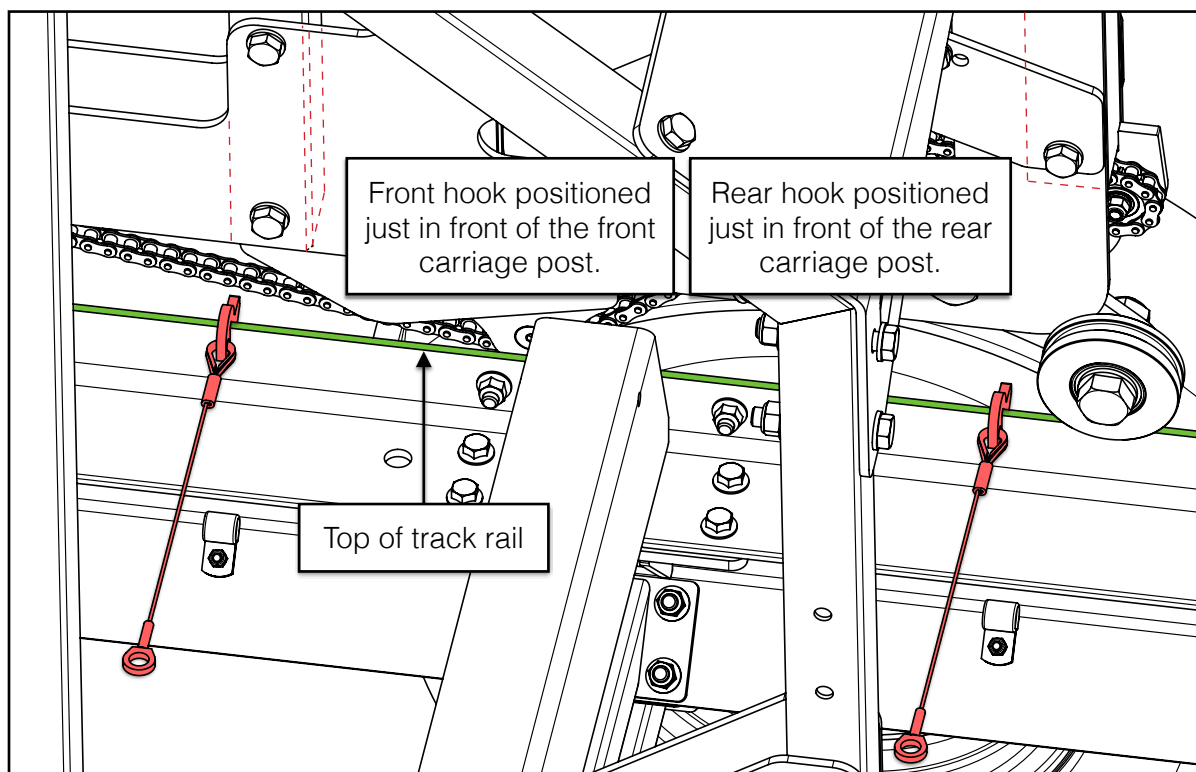 Front hook positioned
just in front of the front
carriage post.
Rear hook positioned
just in front of the rear
carriage post.
Top of track rail